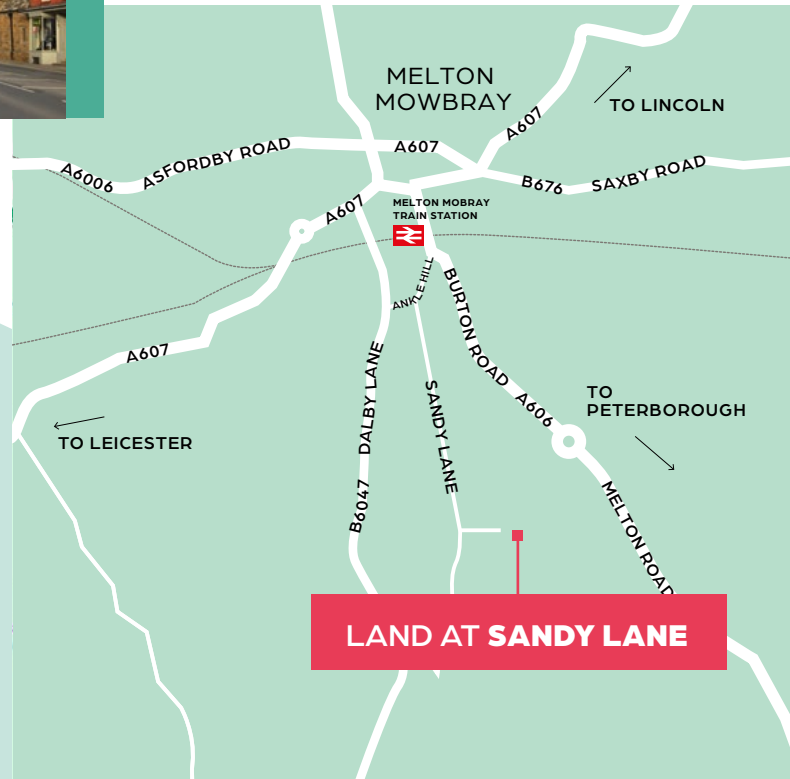 MELTON
MOWBRAY
TO LINCOLN
A607
A607
ASFORDBY ROAD
A6006
B676
SAXBY ROAD
A607
MELTON MOBRAY
TRAIN STATION
ANKLE HILL
BURTON ROAD
A606
A607
DALBY LANE
SANDY LANE
TO
PETERBOROUGH
TO LEICESTER
B6047
MELTON ROAD
LAND AT SANDY LANE